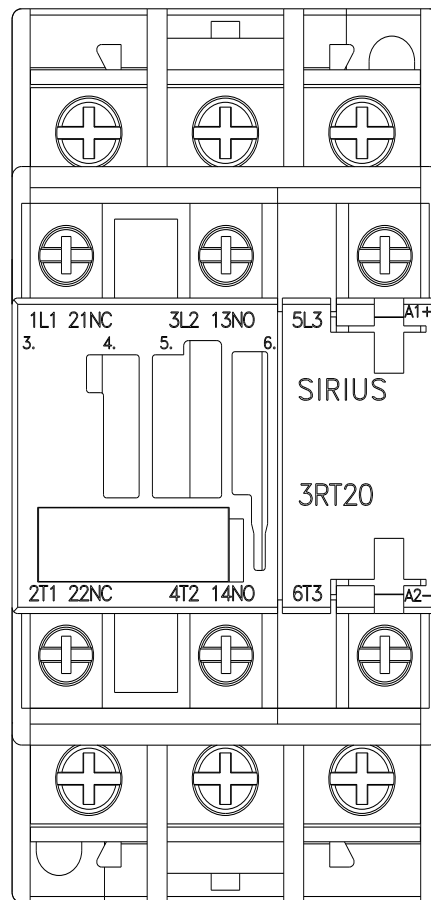 1L1 21NC 3L2 13NO 5L3 A1+
3. 4. 5. 6.
SIRIUS
3RT20
2T1 22NC 4T2 14NO 6T3 A2-